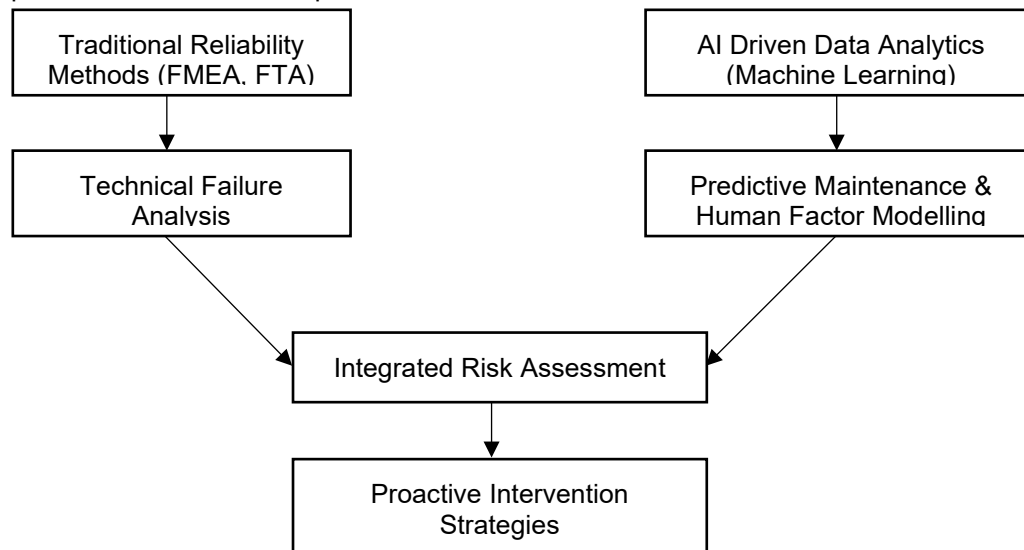 Traditional Reliability
Methods (FMEA, FTA)
AI Driven Data Analytics
(Machine Learning)
Technical Failure
Analysis
Predictive Maintenance &
Human Factor Modelling
Integrated Risk Assessment
Proactive Intervention
Strategies